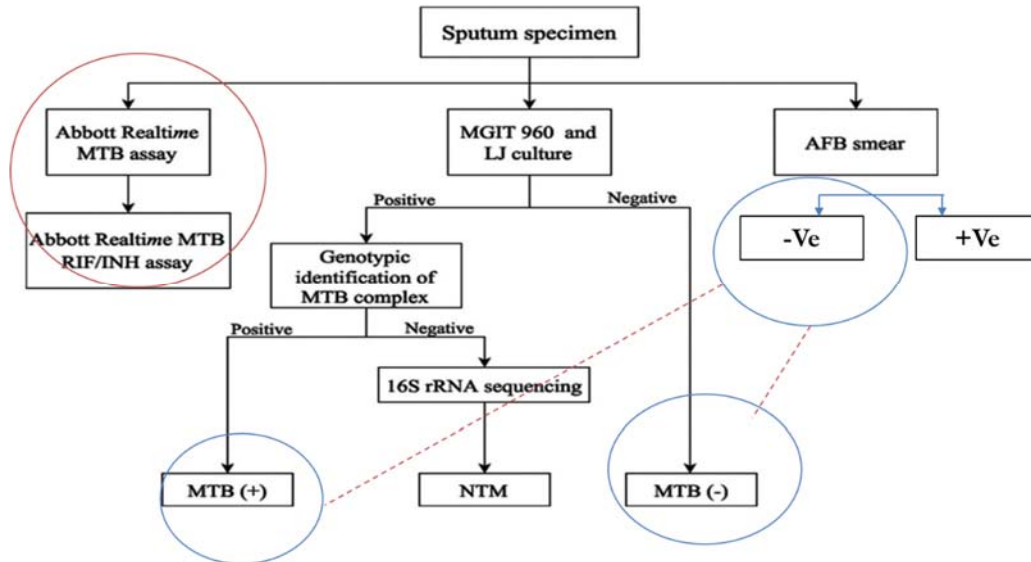 Sputum specimen
Abbott Realtime
MTB assay
MGIT 960 and
LJ culture
AFB smear
Positive
Negative
-Ve
+Ve
Abbott Realtime MTB
RIF/INH assay
Genotypic
identification of
MTB complex
Positive
Negative
16S rRNA sequencing
MTB (+)
NTM
MTB (-)